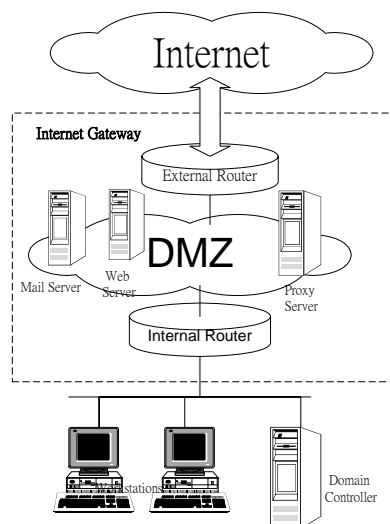 Internet
Internet Gateway
External Router
DMZ
Mail Server
Web
Server
Proxy
Server
Internal Router
Workstations
Domain
Controller